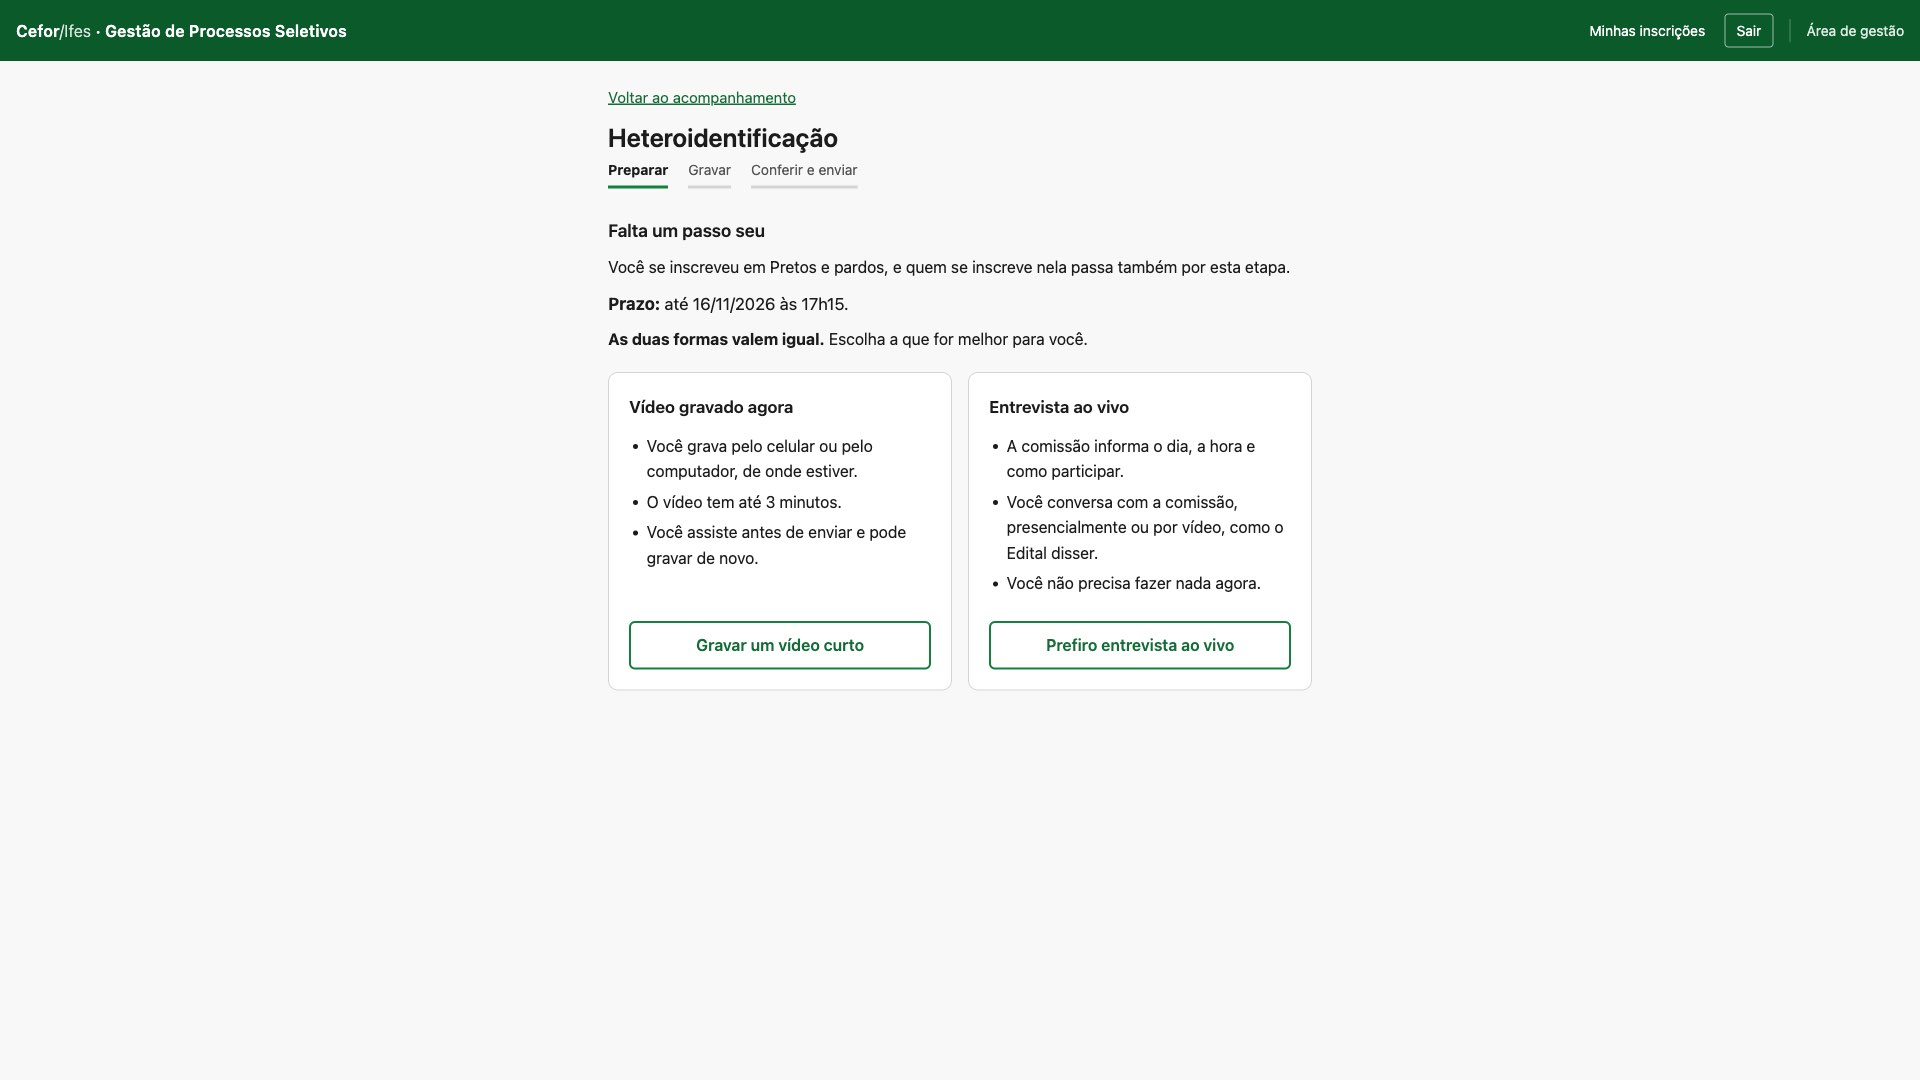 Cefor/Ifes · Gestão de Processos Seletivos
Minhas inscrições
Sair
Área de gestão
Voltar ao acompanhamento
Heteroidentificação
Preparar
Gravar
Conferir e enviar
Falta um passo seu
Você se inscreveu em Pretos e pardos, e quem se inscreve nela passa também por esta etapa.
Prazo: até 16/11/2026 às 17h15.
As duas formas valem igual. Escolha a que for melhor para você.
Vídeo gravado agora
• Você grava pelo celular ou pelo
computador, de onde estiver.
• O vídeo tem até 3 minutos.
• Você assiste antes de enviar e pode
gravar de novo.
Gravar um vídeo curto
Entrevista ao vivo
• A comissão informa o dia, a hora e
como participar.
• Você conversa com a comissão,
presencialmente ou por vídeo, como o
Edital disser.
• Você não precisa fazer nada agora.
Prefiro entrevista ao vivo